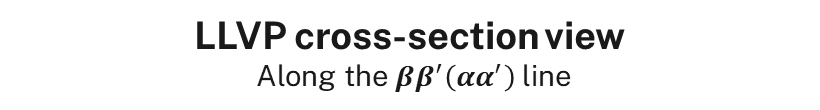 LLVP cross-section view
Along the ββ′(αα′) line